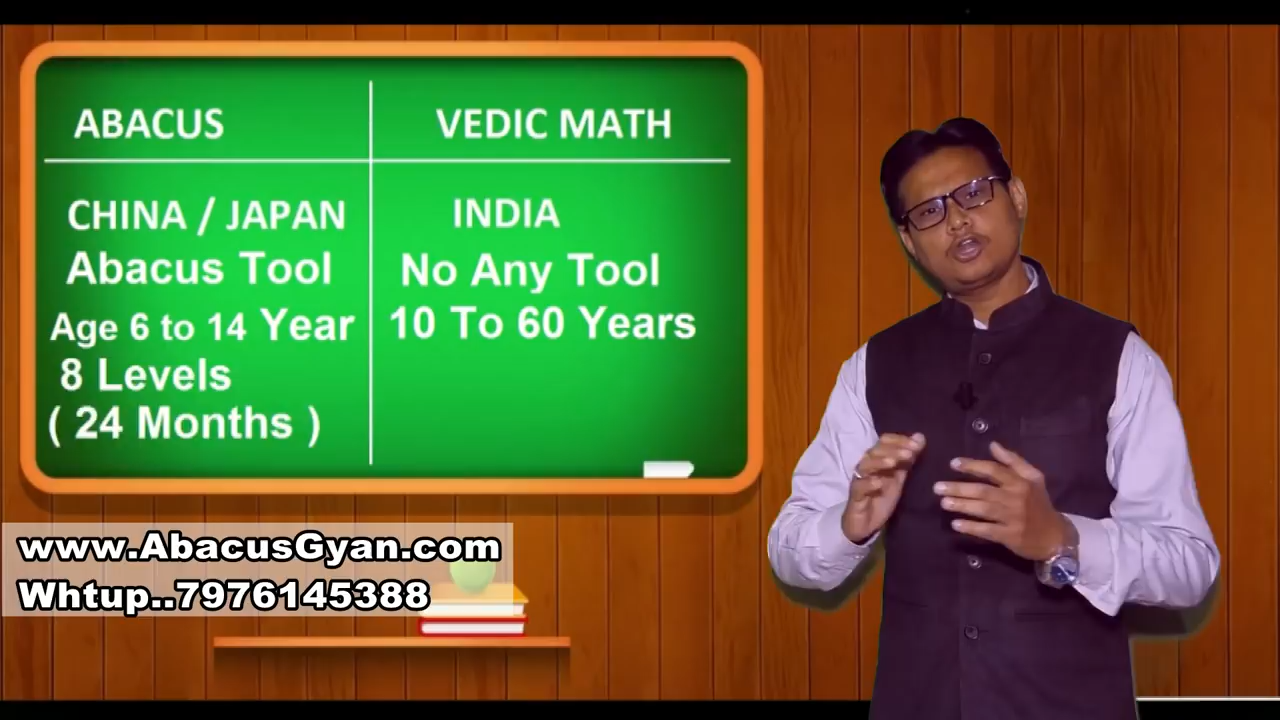 ABACUS
VEDIC MATH
CHINA / JAPAN
INDIA
Abacus Tool
No Any Tool
Age 6 to 14 Year
10 To 60 Years
8 Levels
( 24 Months )
www.AbacusGyan.com
Whtup..7976145388